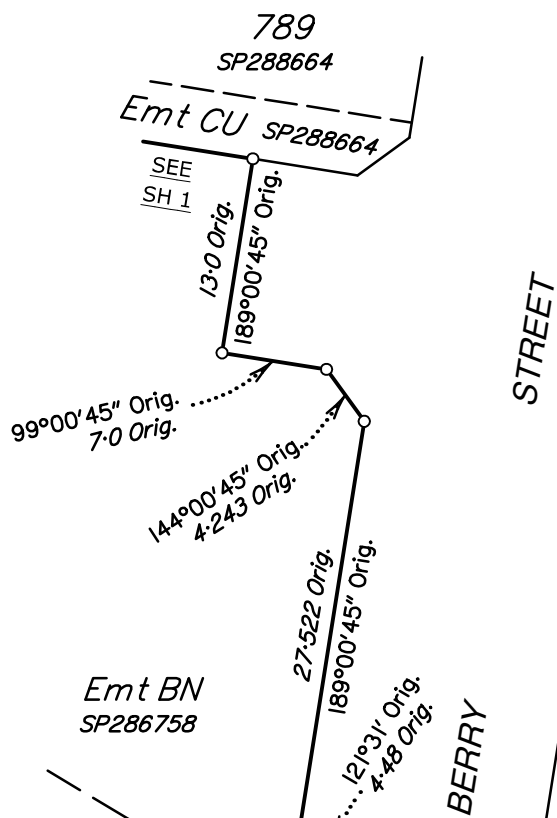 789
SP288664
Emt CU SP288664
SEE
SH 1
13·0 Orig.
189°00'45" Orig.
STREET
99°00'45" Orig.
7·0 Orig.
144°00'45" Orig.
4·243 Orig.
27·522 Orig.
189°00'45" Orig.
Emt BN
SP286758
121°31' Orig.
4·48 Orig.
BERRY